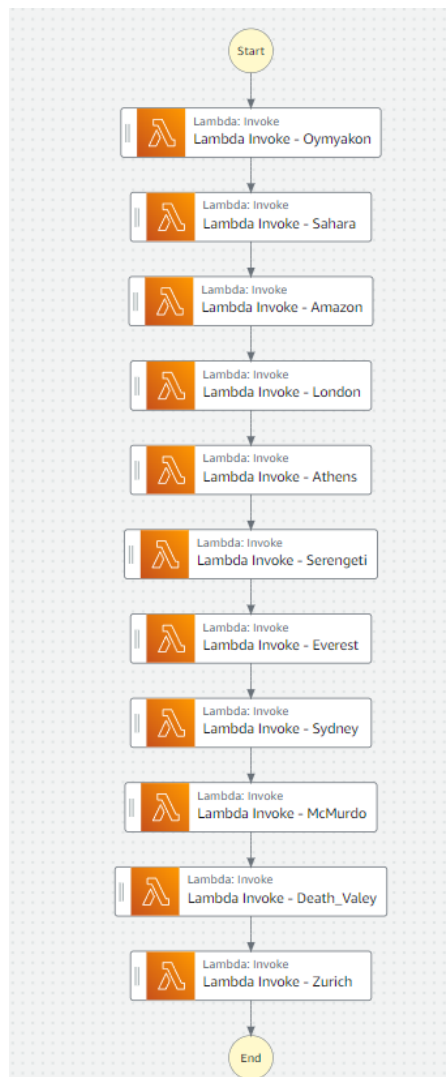 Start
Lambda: Invoke
Lambda Invoke - Oymyakon
Lambda: Invoke
Lambda Invoke - Sahara
Lambda: Invoke
Lambda Invoke - Amazon
Lambda: Invoke
Lambda Invoke - London
Lambda: Invoke
Lambda Invoke - Athens
Lambda: Invoke
Lambda Invoke - Serengeti
Lambda: Invoke
Lambda Invoke - Everest
Lambda: Invoke
Lambda Invoke - Sydney
Lambda: Invoke
Lambda Invoke - McMurdo
Lambda: Invoke
Lambda Invoke - Death_Valey
Lambda: Invoke
Lambda Invoke - Zurich
End